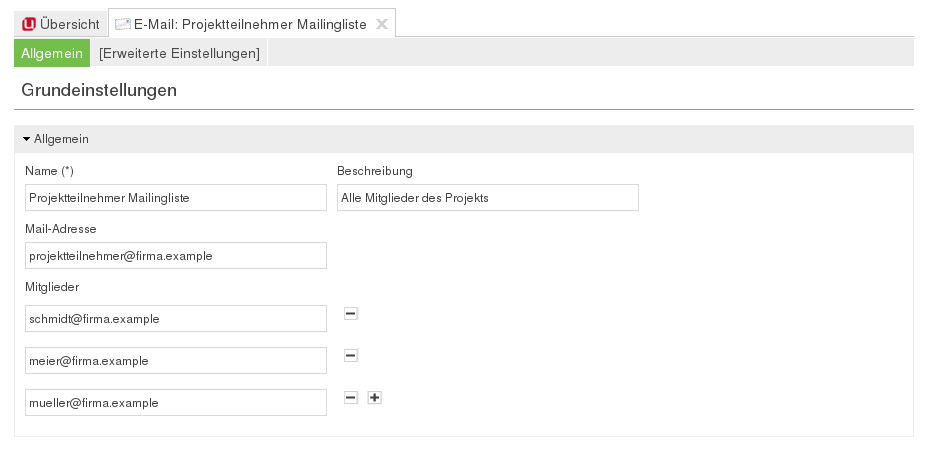 Übersicht E-Mail: Projektteilnehmer Mailingliste
Allgemein [Erweiterte Einstellungen]
Grundeinstellungen
Allgemein
Name (*) Beschreibung
Projektteilnehmer Mailingliste Alle Mitglieder des Projekts
Mail-Adresse
projektteilnehmer@firma.example
Mitglieder
schmidt@firma.example
meier@firma.example
mueller@firma.example